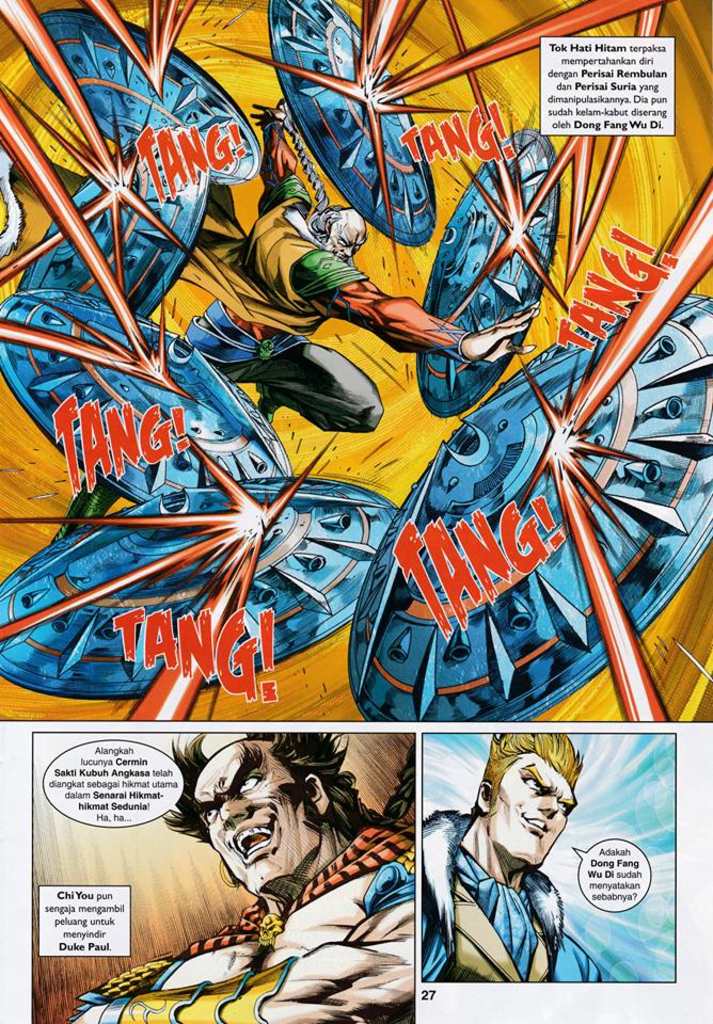 Tok Hati Hitam terpaksa
mempertahankan diri
dengan Perisai Rembulan
dan Perisai Suria yang
dimanipulasikannya. Dia pun
sudah kelam-kabut diserang
oleh Dong Fang Wu Di.
TANG!
TANG!
TANG!
TANG!
TANG!
TANG!
Alangkah
lucunya Cermin
Sakti Kubuh Angkasa telah
diangkat sebagai hikmat utama
dalam Senarai Hikmat-
hikmat Sedunia!
Ha, ha...
Chi You pun
sengaja mengambil
peluang untuk
menyindir
Duke Paul.
Adakah
Dong Fang
Wu Di sudah
menyatakan
sebabnya?
27